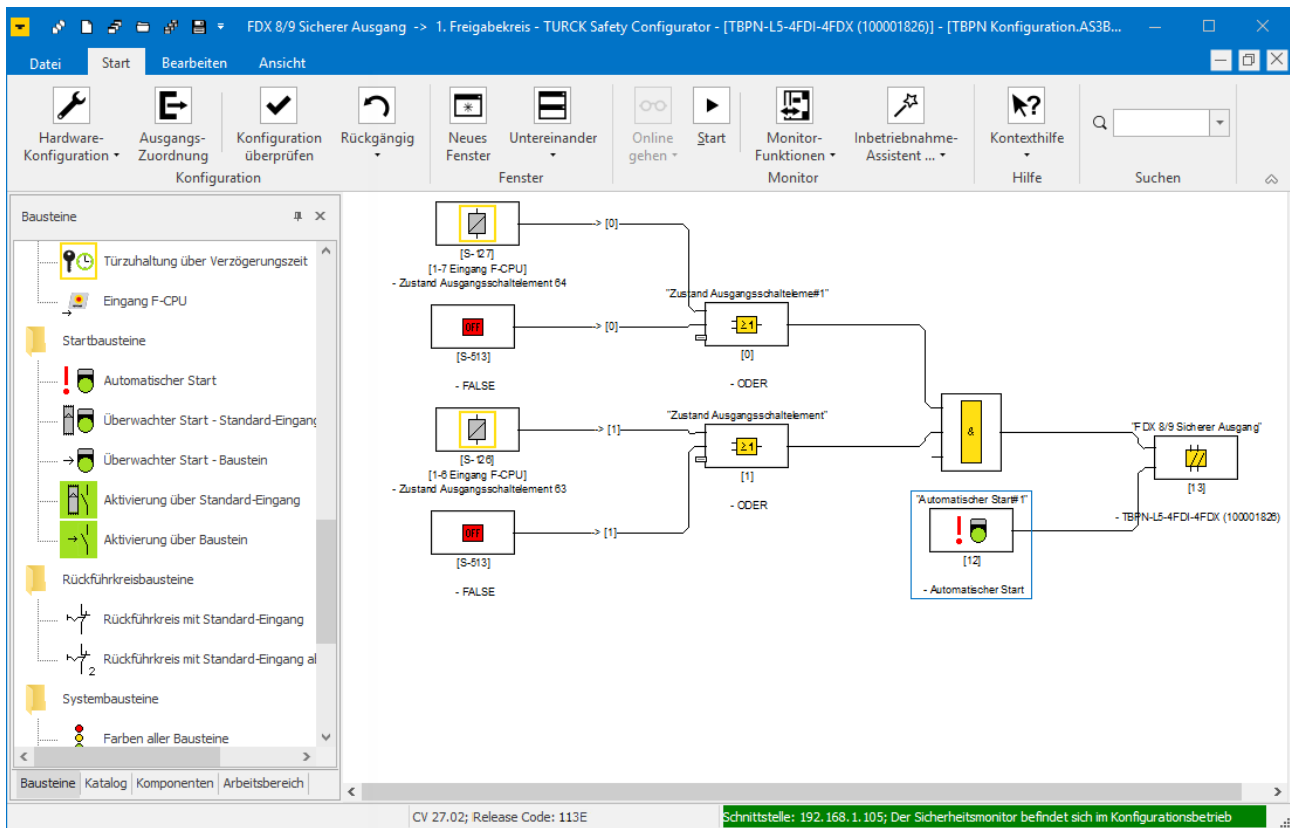 FDX 8/9 Sicherer Ausgang -> 1. Freigabekreis - TURCK Safety Configurator - [TBPN-L5-4FDI-4FDX (100001826)] - [TBPN Konfiguration.AS3B...
Datei Start Bearbeiten Ansicht
Hardware-Konfiguration
Ausgangs-Zuordnung
Konfiguration überprüfen
Rückgängig
Neues Fenster
Untereinander
Online gehen
Start
Monitor-Funktionen
Inbetriebnahme-Assistent ...
Kontexthilfe
Konfiguration Fenster Monitor Hilfe Suchen
Bausteine
Türzuhaltung über Verzögerungszeit
Eingang F-CPU
Startbausteine
Automatischer Start
Überwachter Start - Standard-Eingang
Überwachter Start - Baustein
Aktivierung über Standard-Eingang
Aktivierung über Baustein
Rückführkreisbausteine
Rückführkreis mit Standard-Eingang
2
Rückführkreis mit Standard-Eingang al
Systembausteine
Farben aller Bausteine
Bausteine Katalog Komponenten Arbeitsbereich
-> [0]
[S-127]
[1-7 Eingang F-CPU]
- Zustand Ausgangsschaltelement 64
OFF
-> [0]
[S-513]
- FALSE
"Zustand Ausgangsschalteleme#1"
≥1
[0]
- ODER
-> [1]
[S-126]
[1-6 Eingang F-CPU]
- Zustand Ausgangsschaltelement 63
OFF
-> [1]
[S-513]
- FALSE
"Zustand Ausgangsschaltelement"
≥1
[1]
- ODER
&
"Automatischer Start#1"
[12]
- Automatischer Start
"FDX 8/9 Sicherer Ausgang"
[13]
- TBPN-L5-4FDI-4FDX (100001826)
CV 27.02; Release Code: 113E
Schnittstelle: 192.168.1.105; Der Sicherheitsmonitor befindet sich im Konfigurationsbetrieb